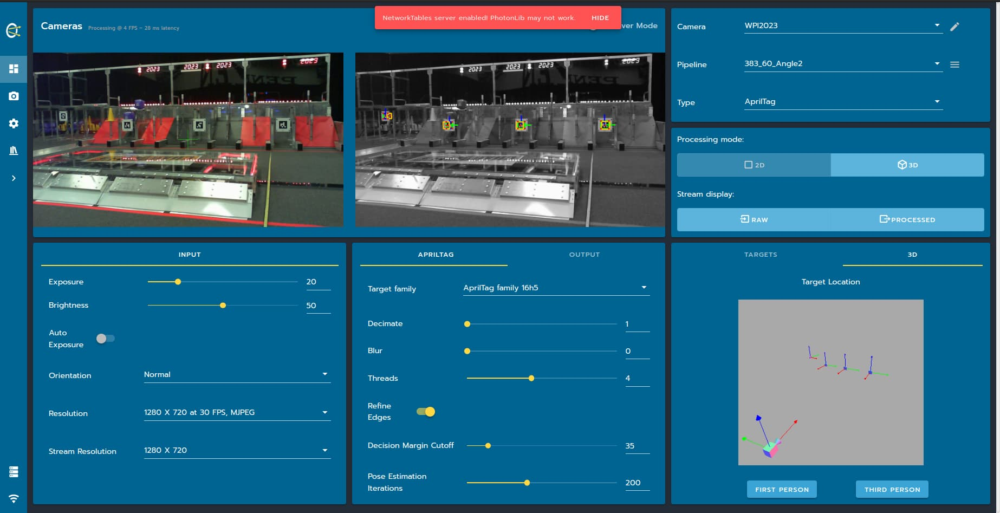 NetworkTables server enabled! PhotonLib may not work.
HIDE
Cameras
Processing @ 4 FPS – 28 ms latency
ver Mode
2023
2023
2023
2023
2023
2023
2023
2023
Camera
WPI2023
Pipeline
383_60_Angle2
Type
AprilTag
Processing mode:
2D
3D
Stream display:
RAW
PROCESSED
INPUT
Exposure
20
Brightness
50
Auto
Exposure
Orientation
Normal
Resolution
1280 X 720 at 30 FPS, MJPEG
Stream Resolution
1280 X 720
APRILTAG
OUTPUT
Target family
AprilTag family 16h5
Decimate
1
Blur
0
Threads
4
Refine
Edges
Decision Margin Cutoff
35
Pose Estimation
Iterations
200
TARGETS
3D
Target Location
FIRST PERSON
THIRD PERSON